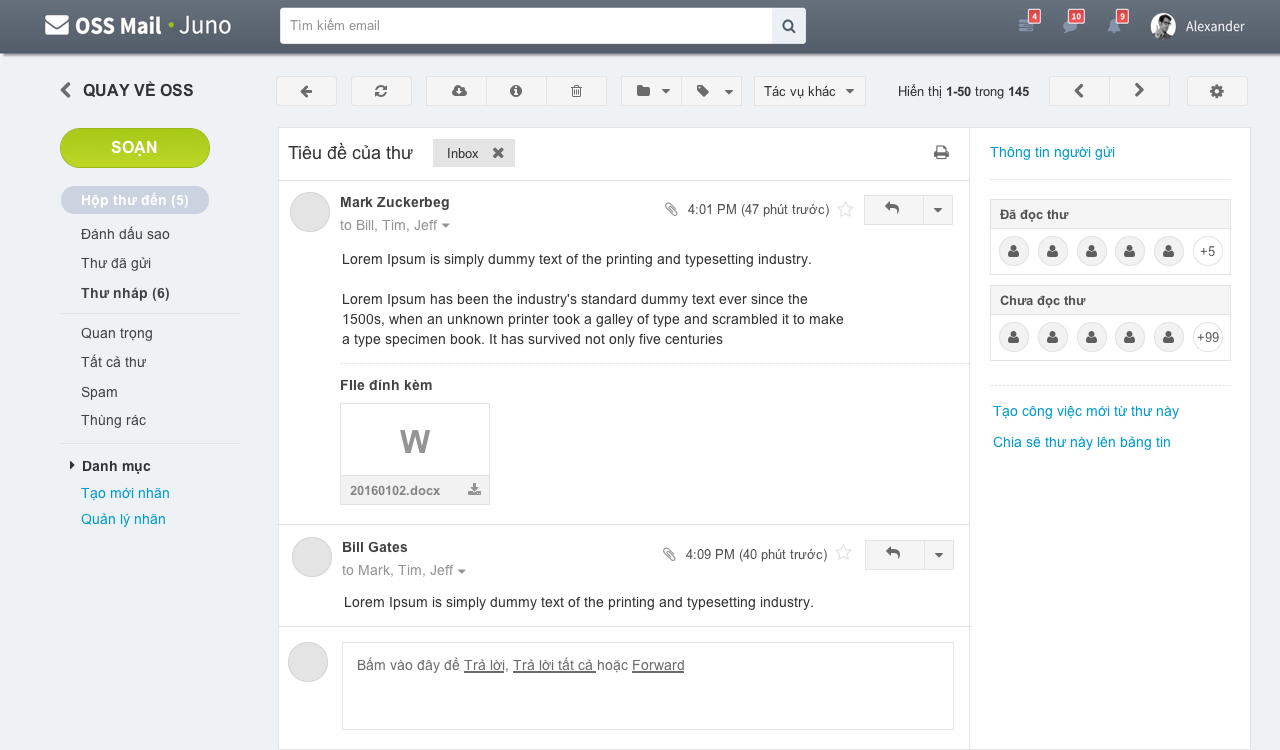 OSS Mail • Juno
Tìm kiếm email
4
10
9
Alexander
QUAY VỀ OSS
Tác vụ khác
Hiển thị 1-50 trong 145
SOẠN
Hộp thư đến (5)
Đánh dấu sao
Thư đã gửi
Thư nháp (6)
Quan trọng
Tất cả thư
Spam
Thùng rác
Danh mục
Tạo mới nhãn
Quản lý nhãn
Tiêu đề của thư
Inbox
Mark Zuckerbeg
4:01 PM (47 phút trước)
to Bill, Tim, Jeff
Lorem Ipsum is simply dummy text of the printing and typesetting industry.
Lorem Ipsum has been the industry's standard dummy text ever since the
1500s, when an unknown printer took a galley of type and scrambled it to make
a type specimen book. It has survived not only five centuries
FIle đính kèm
W
20160102.docx
Bill Gates
4:09 PM (40 phút trước)
to Mark, Tim, Jeff
Lorem Ipsum is simply dummy text of the printing and typesetting industry.
Bấm vào đây để Trả lời, Trả lời tất cả hoặc Forward
Thông tin người gửi
Đã đọc thư
+5
Chưa đọc thư
+99
Tạo công việc mới từ thư này
Chia sẽ thư này lên bảng tin